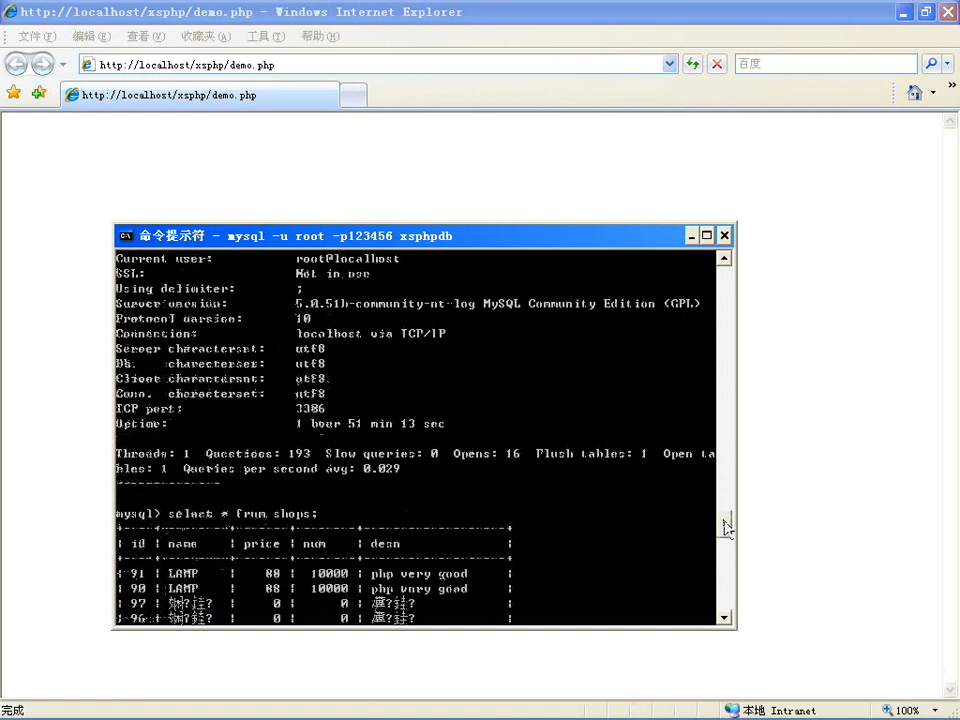 http://localhost/xsphp/demo.php - Windows Internet Explorer
文件(F) 编辑(E) 查看(V) 收藏夹(A) 工具(T) 帮助(H)
http://localhost/xsphp/demo.php
百度
http://localhost/xsphp/demo.php
命令提示符 - mysql -u root -p123456 xsphpdb
Current user: root@localhost
SSL: Not in use
Using delimiter: ;
Server version: 5.0.51b-community-nt-log MySQL Community Edition (GPL)
Protocol version: 10
Connection: localhost via TCP/IP
Server characterset: utf8
Db characterset: utf8
Client characterset: utf8
Conn. characterset: utf8
TCP port: 3306
Uptime: 1 hour 51 min 13 sec
Threads: 1 Questions: 193 Slow queries: 0 Opens: 16 Flush tables: 1 Open ta
bles: 1 Queries per second avg: 0.029
mysql> select * from shops;
| id | name | price | num | desn |
| 91 | LAMP | 88 | 10000 | php very good |
| 90 | LAMP | 88 | 10000 | php very good |
| 97 | 0 | 0 |
| 96 | 0 | 0 |
完成
本地 Intranet
100%